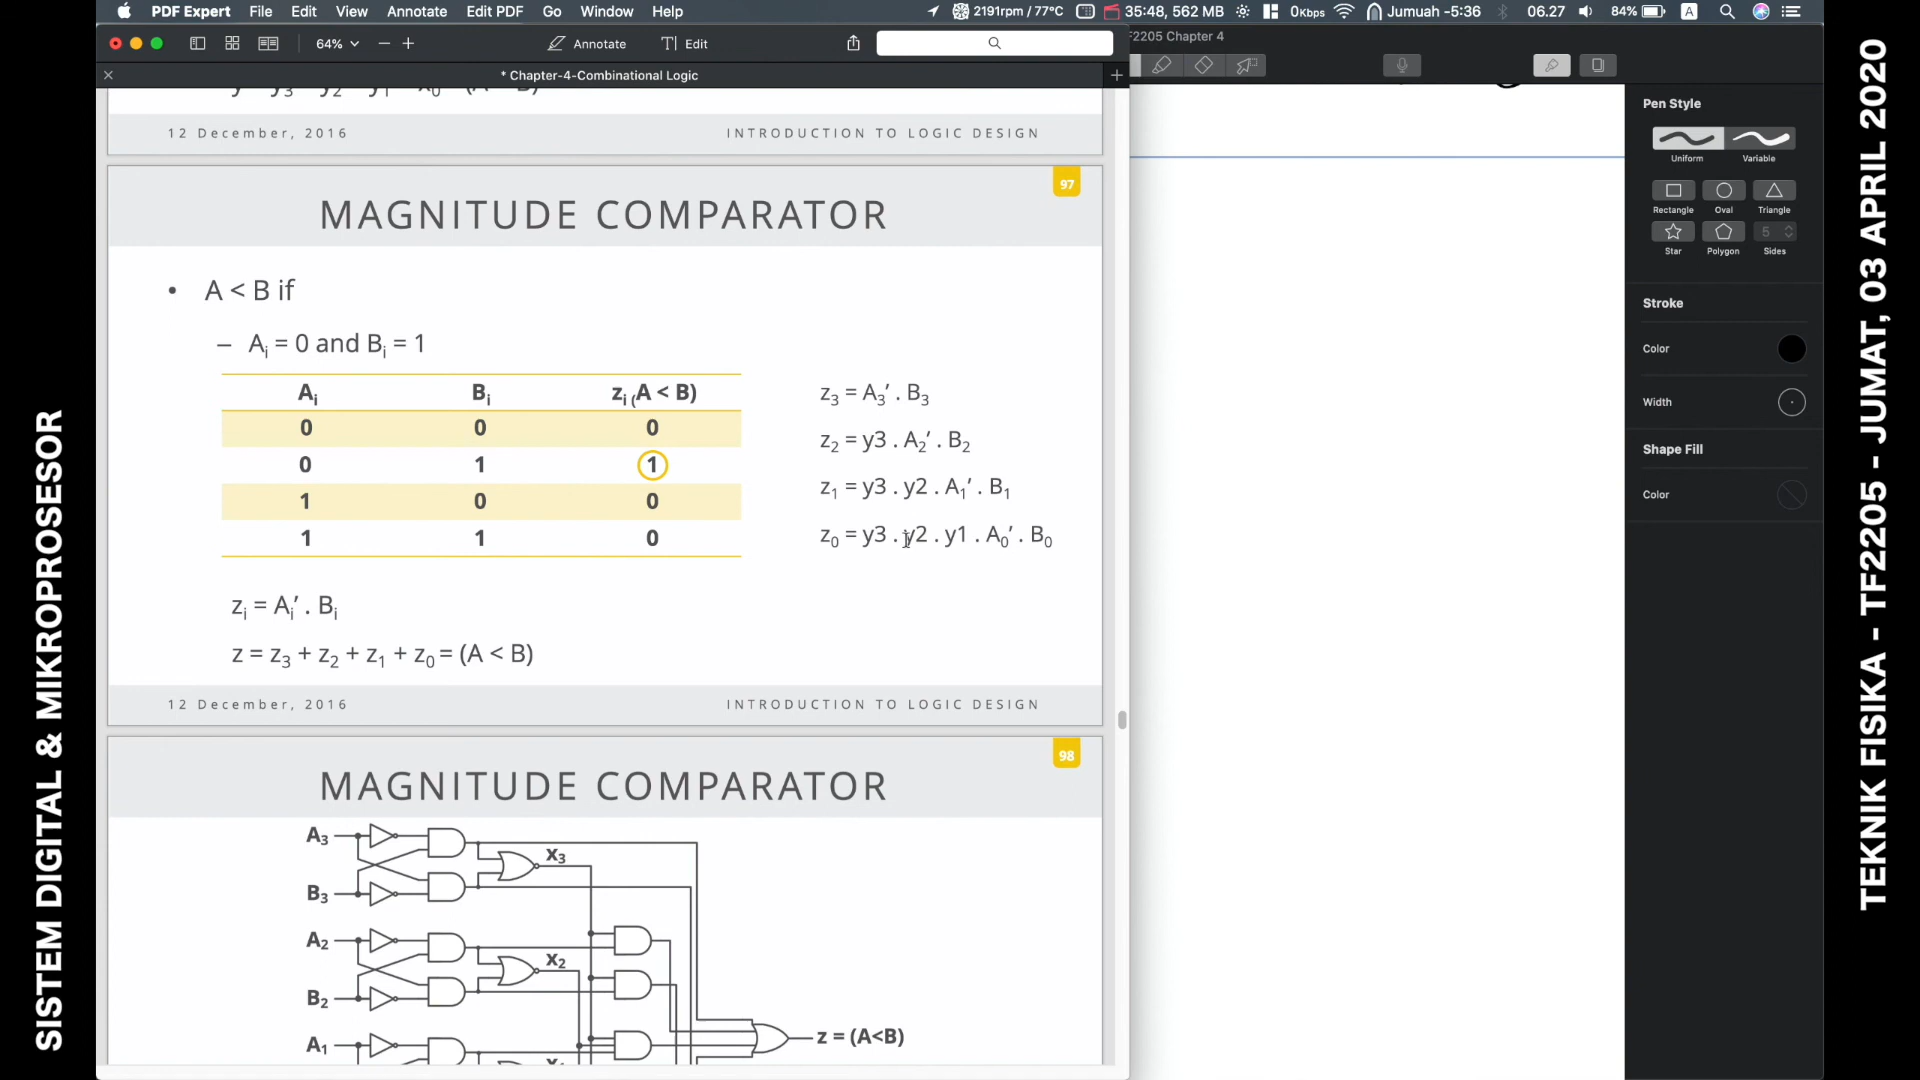 PDF Expert File Edit View Annotate Edit PDF Go Window Help 2191rpm / 77°C 35:48, 562 MB 0Kbps Jumuah -5:36 06.27 84% A
64% Annotate Edit
F2205 Chapter 4
* Chapter-4-Combinational Logic
12 December, 2016 INTRODUCTION TO LOGIC DESIGN
97
MAGNITUDE COMPARATOR
• A < B if
– Ai = 0 and Bi = 1
Ai Bi zi (A < B)
0 0 0
0 1 1
1 0 0
1 1 0
z3 = A3’ . B3
z2 = y3 . A2’ . B2
z1 = y3 . y2 . A1’ . B1
z0 = y3 . y2 . y1 . A0’ . B0
zi = Ai’ . Bi
z = z3 + z2 + z1 + z0 = (A < B)
12 December, 2016 INTRODUCTION TO LOGIC DESIGN
98
MAGNITUDE COMPARATOR
A3
x3
B3
A2
x2
B2
z = (A<B)
A1
Pen Style
Uniform Variable
Rectangle Oval Triangle
5
Star Polygon Sides
Stroke
Color
Width
Shape Fill
Color
SISTEM DIGITAL & MIKROPROSESOR
TEKNIK FISIKA - TF2205 - JUMAT, 03 APRIL 2020